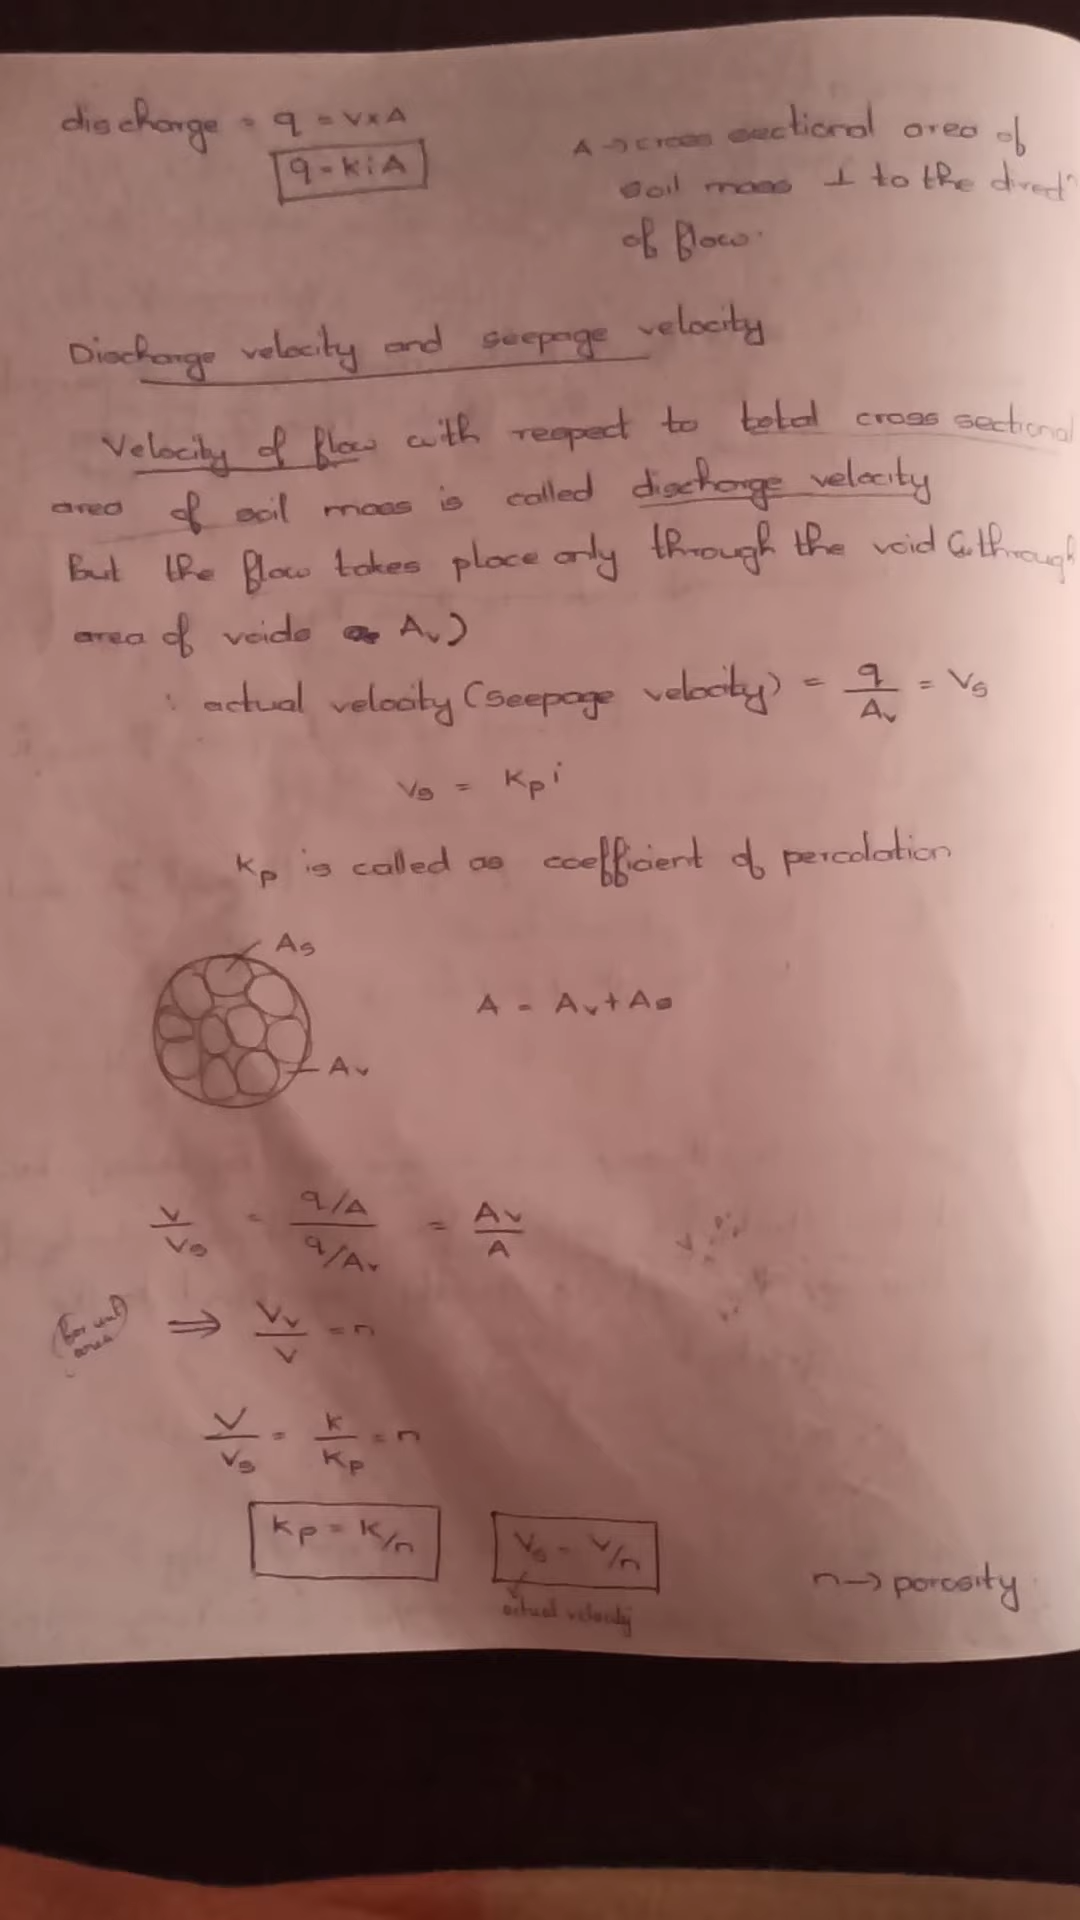 discharge = q = v x A
q = kiA
A → cross sectional area of
soil mass ⊥ to the directn
of flow.
Discharge velocity and seepage velocity
Velocity of flow with respect to total cross sectional
area of soil mass is called discharge velocity
But the flow takes place only through the void (through
area of voids Av)
∴ actual velocity (seepage velocity) = q/Av = Vs
Vs = Kp i
Kp is called as coefficient of percolation
As
A = Av + As
Av
v/vs = (q/A)/(q/Av) = Av/A
(for unit area) ⇒ Vv/V = n
V/Vs = k/Kp = n
Kp = K/n
Vs = V/n
n → porosity
actual velocity